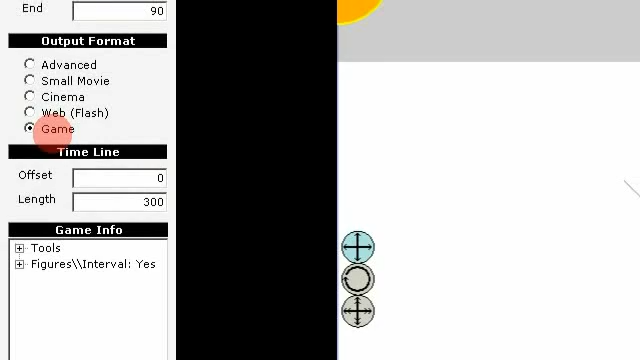 End 90
Output Format
Advanced
Small Movie
Cinema
Web (Flash)
Game
Time Line
Offset 0
Length 300
Game Info
Tools
Figures\\Interval: Yes